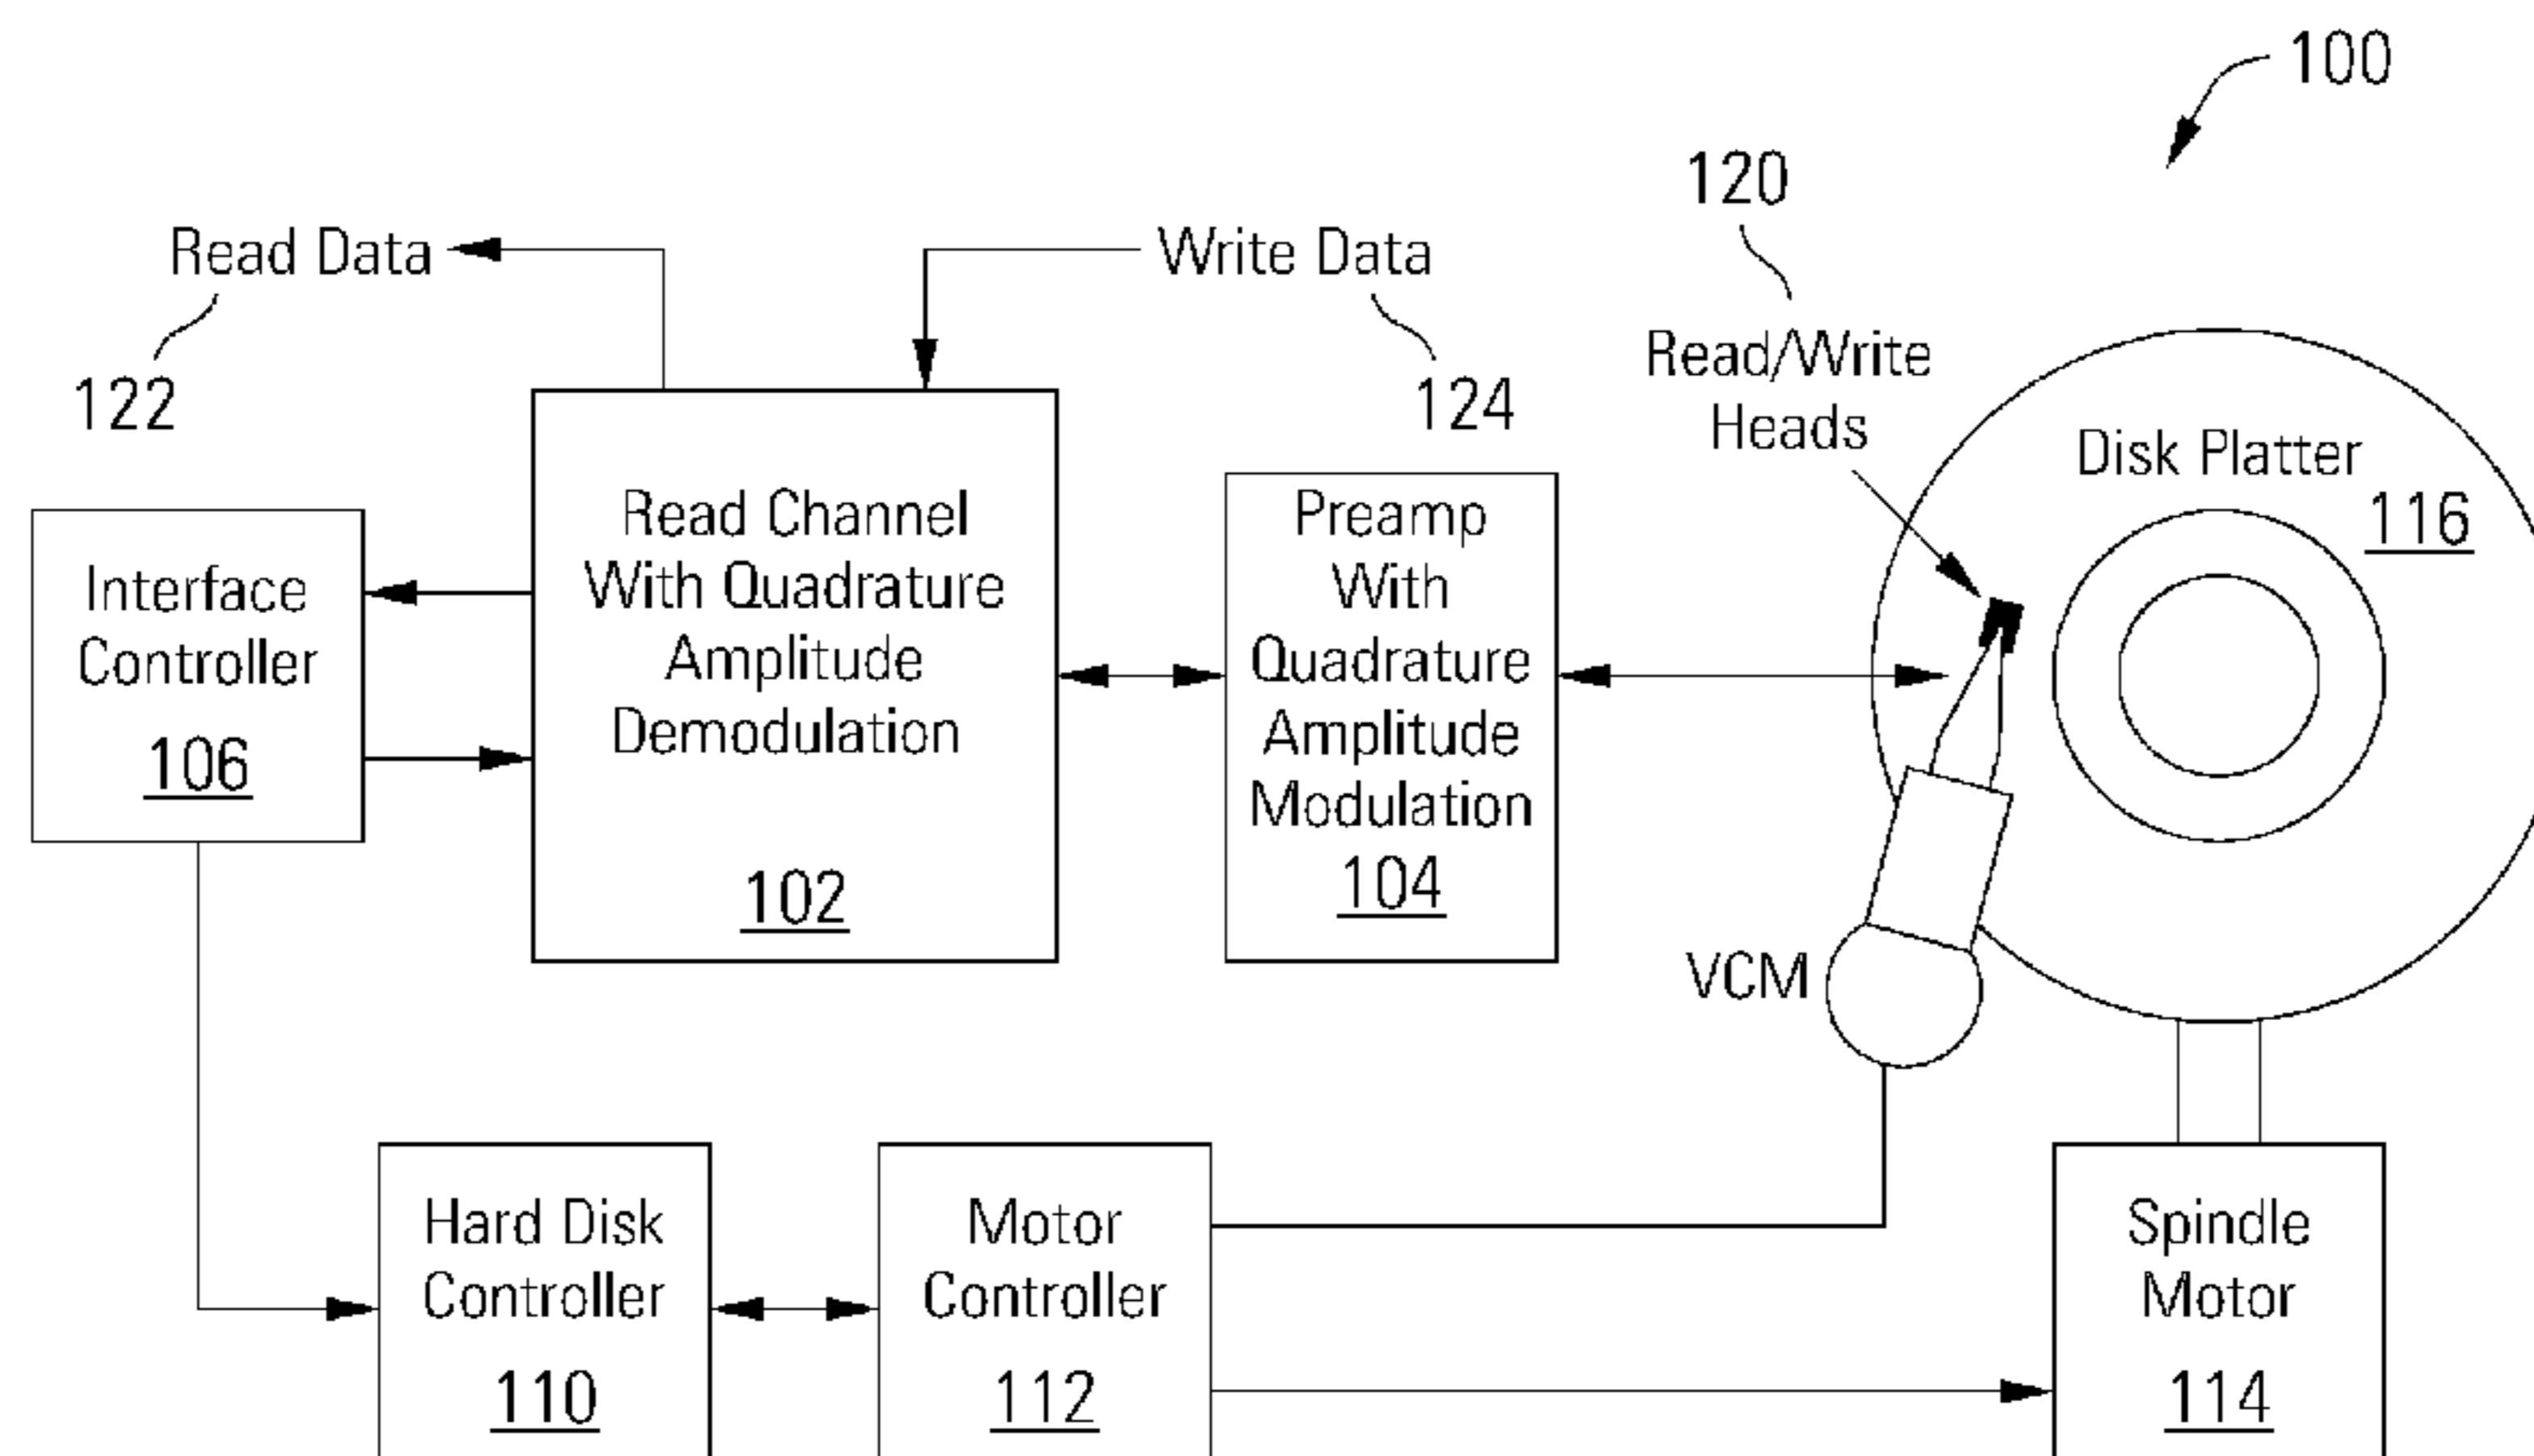 100
120
Read Data
Write Data
122
124
Read/Write
Heads
Disk Platter
116
Interface
Controller
106
Read Channel
With Quadrature
Amplitude
Demodulation
102
Preamp
With
Quadrature
Amplitude
Modulation
104
VCM
Hard Disk
Controller
110
Motor
Controller
112
Spindle
Motor
114